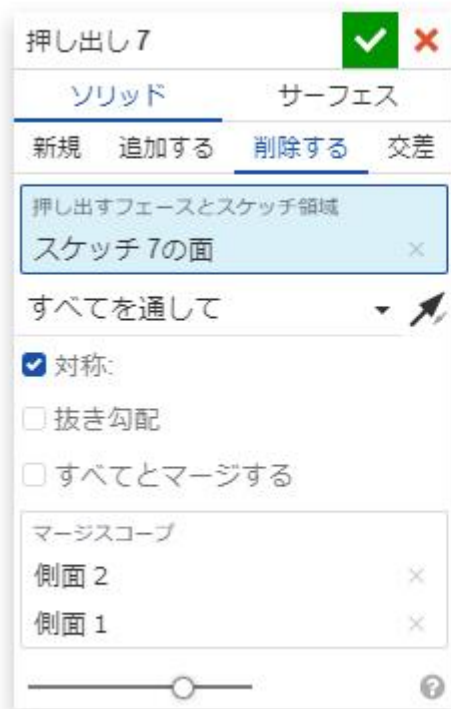 押し出し 7
ソリッド サーフェス
新規 追加する 削除する 交差
押し出すフェースとスケッチ領域
スケッチ 7の面
すべてを通して
対称:
抜き勾配
すべてとマージする
マージスコープ
側面 2
側面 1